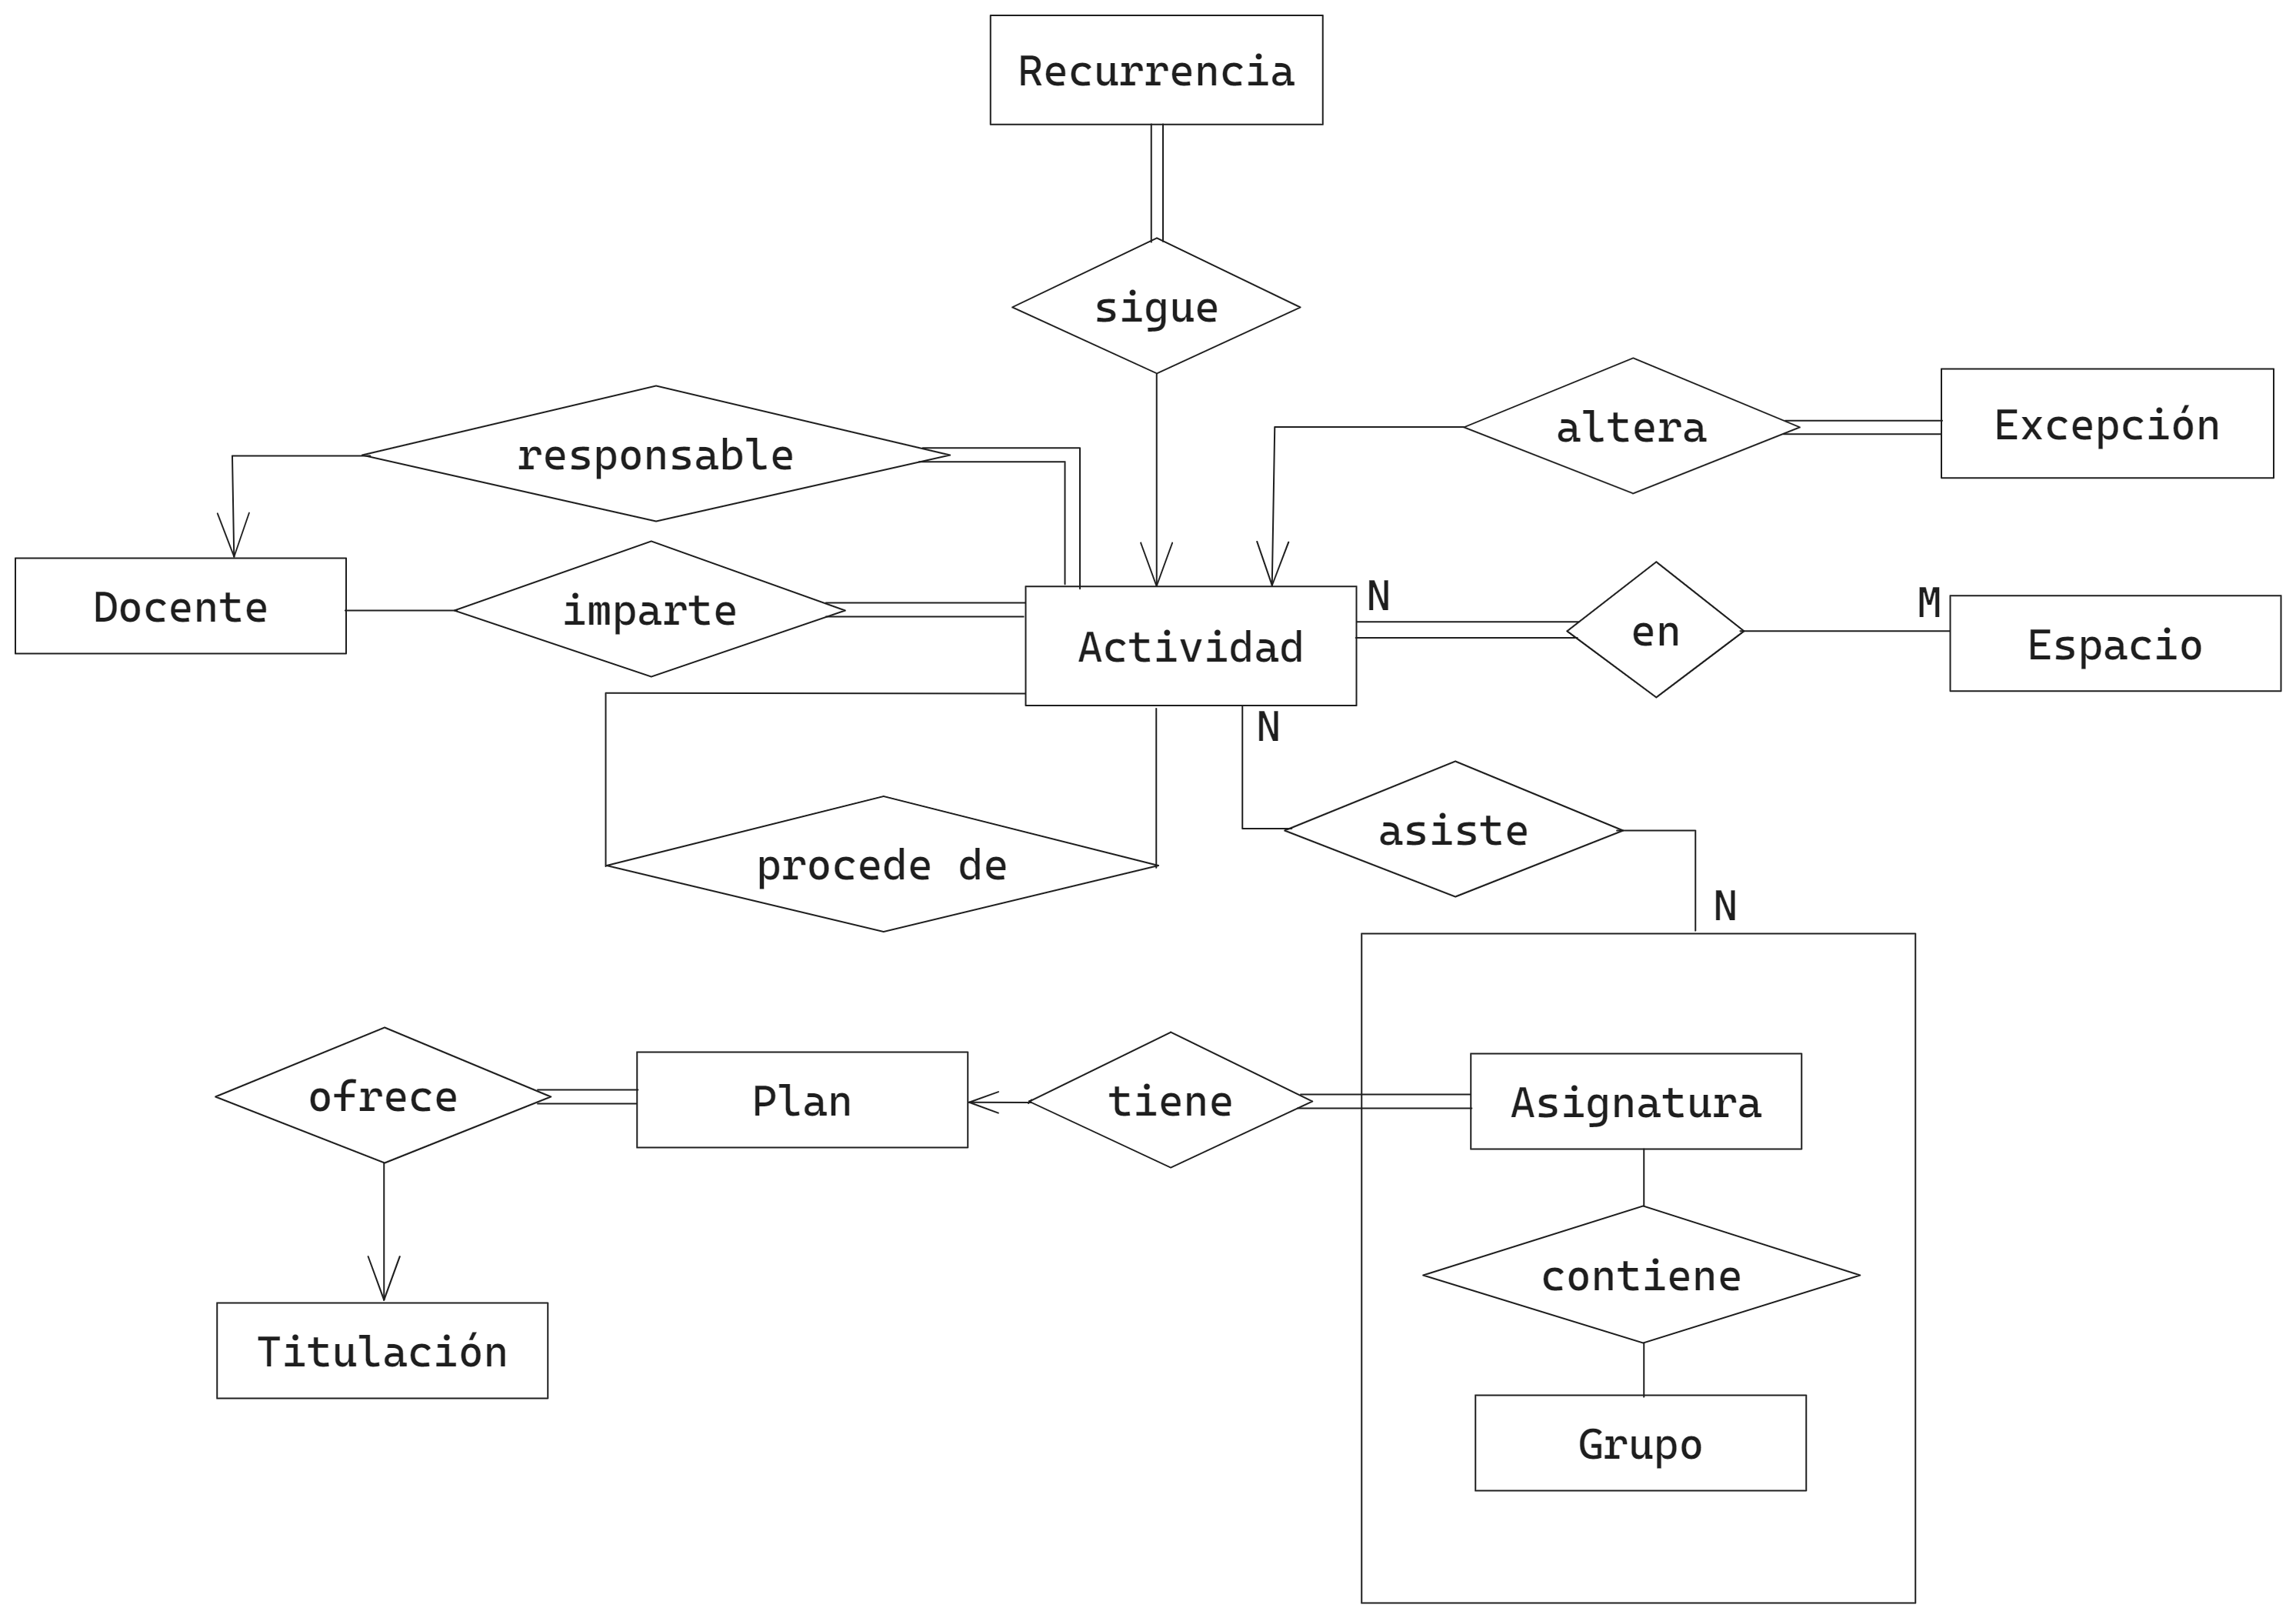 Recurrencia
sigue
responsable
altera
Excepción
Docente
imparte
Actividad
N
en
M
Espacio
N
procede de
asiste
N
ofrece
Plan
tiene
Asignatura
contiene
Titulación
Grupo